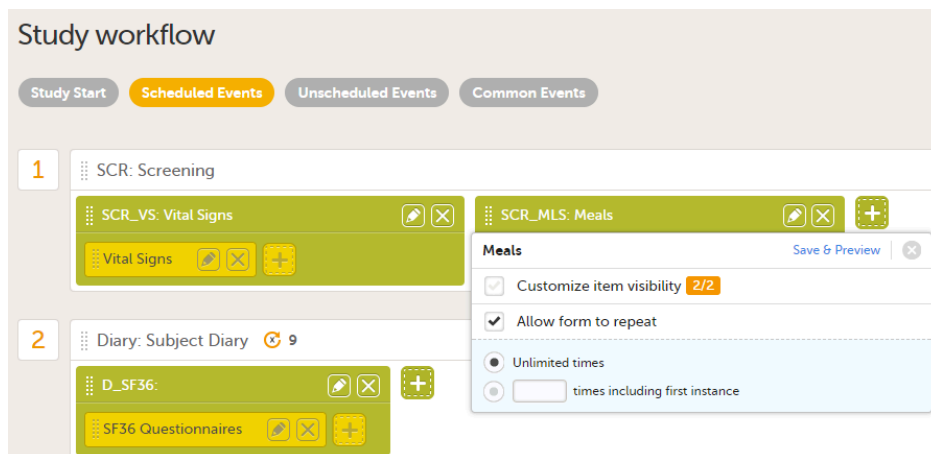 Study workflow
Study Start Scheduled Events Unscheduled Events Common Events
1 SCR: Screening
SCR_VS: Vital Signs SCR_MLS: Meals
Vital Signs
Meals Save & Preview
Customize item visibility 2/2
Allow form to repeat
Unlimited times
times including first instance
2 Diary: Subject Diary x 9
D_SF36:
SF36 Questionnaires